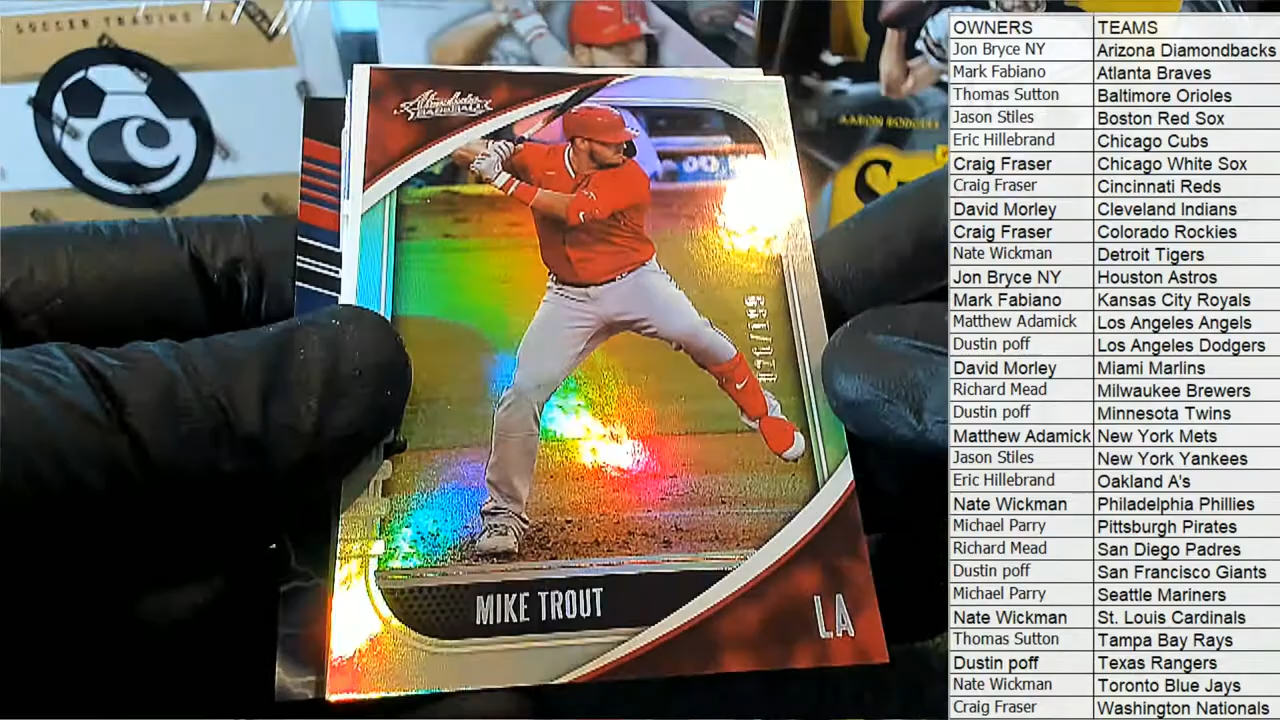 SOCCER TRADING CA
Absolute
BASEBALL
AARON RODGERS
MIKE TROUT
LA
OWNERS TEAMS
Jon Bryce NY Arizona Diamondbacks
Mark Fabiano Atlanta Braves
Thomas Sutton Baltimore Orioles
Jason Stiles Boston Red Sox
Eric Hillebrand Chicago Cubs
Craig Fraser Chicago White Sox
Craig Fraser Cincinnati Reds
David Morley Cleveland Indians
Craig Fraser Colorado Rockies
Nate Wickman Detroit Tigers
Jon Bryce NY Houston Astros
Mark Fabiano Kansas City Royals
Matthew Adamick Los Angeles Angels
Dustin poff Los Angeles Dodgers
David Morley Miami Marlins
Richard Mead Milwaukee Brewers
Dustin poff Minnesota Twins
Matthew Adamick New York Mets
Jason Stiles New York Yankees
Eric Hillebrand Oakland A's
Nate Wickman Philadelphia Phillies
Michael Parry Pittsburgh Pirates
Richard Mead San Diego Padres
Dustin poff San Francisco Giants
Michael Parry Seattle Mariners
Nate Wickman St. Louis Cardinals
Thomas Sutton Tampa Bay Rays
Dustin poff Texas Rangers
Nate Wickman Toronto Blue Jays
Craig Fraser Washington Nationals